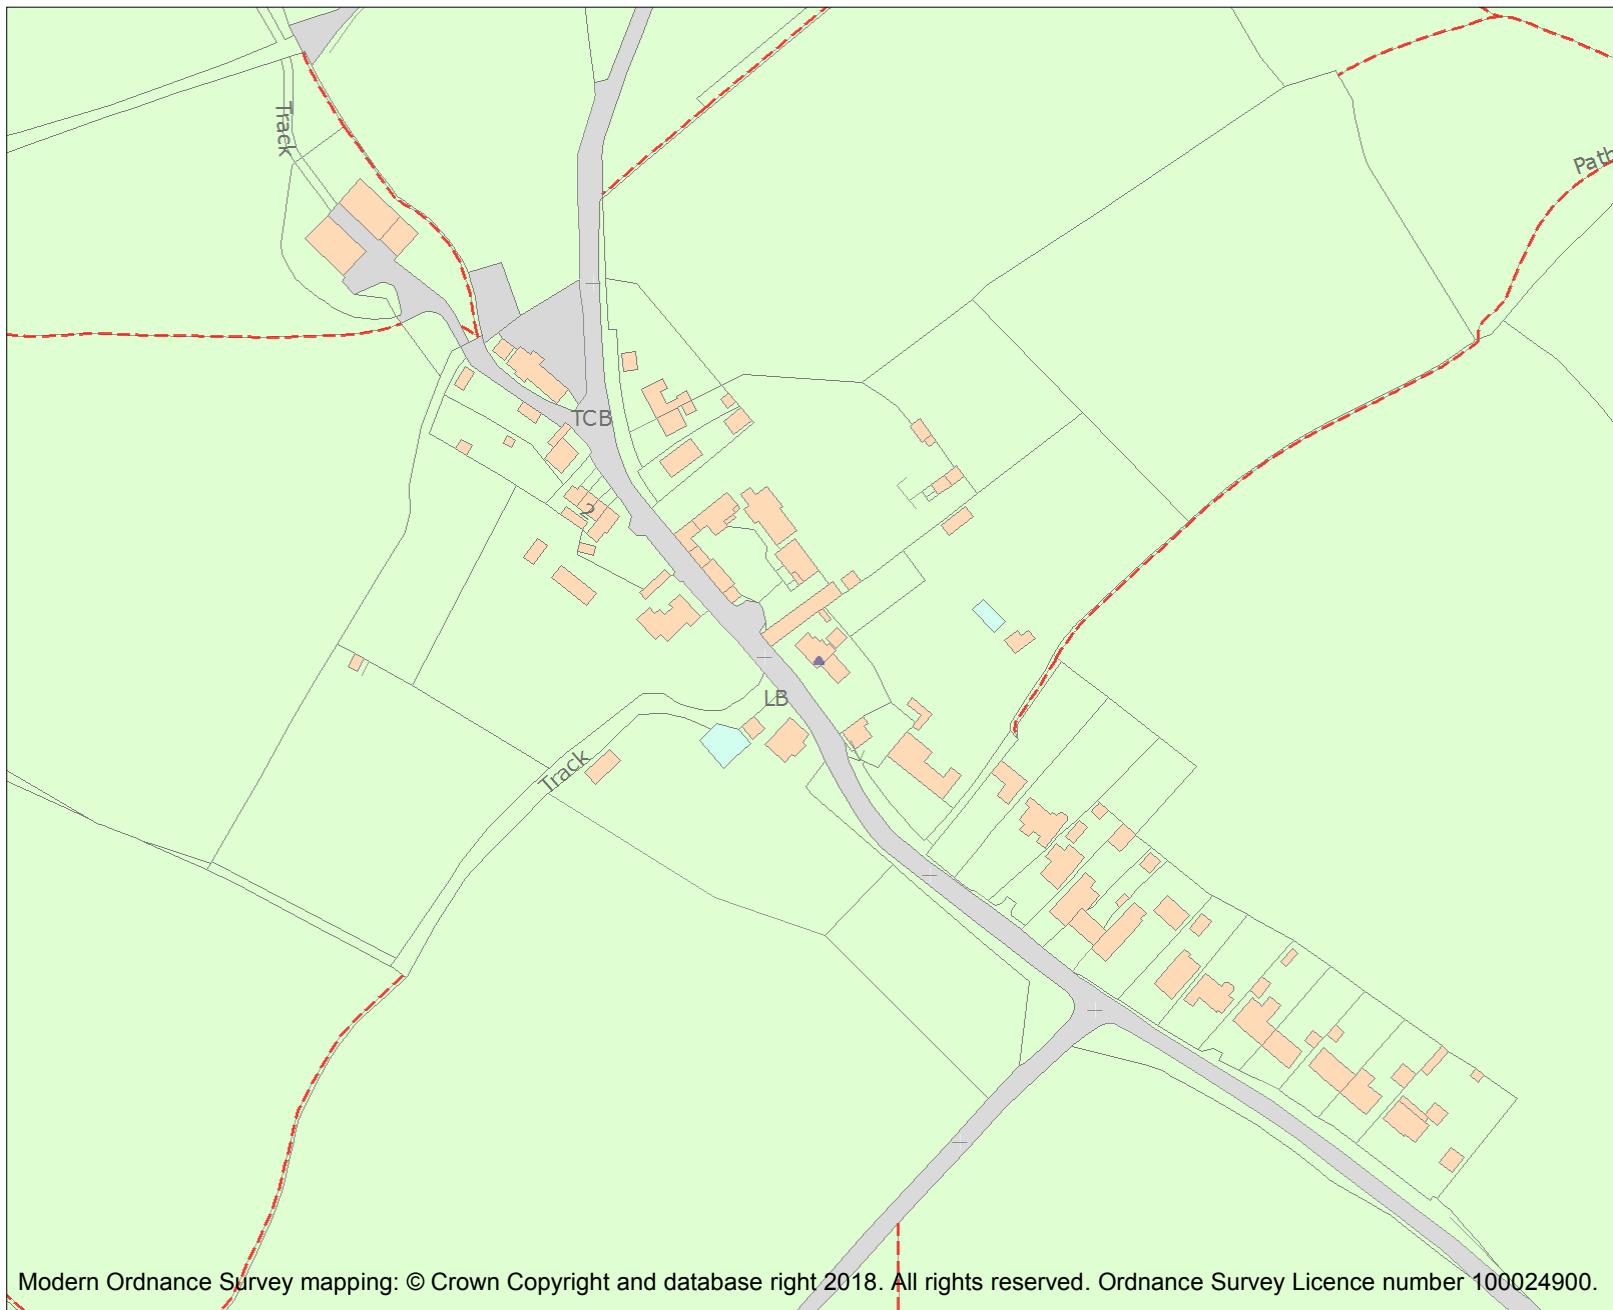 Track
Path
TCB
2
LB
Track
Modern Ordnance Survey mapping: © Crown Copyright and database right 2018. All rights reserved. Ordnance Survey Licence number 100024900.